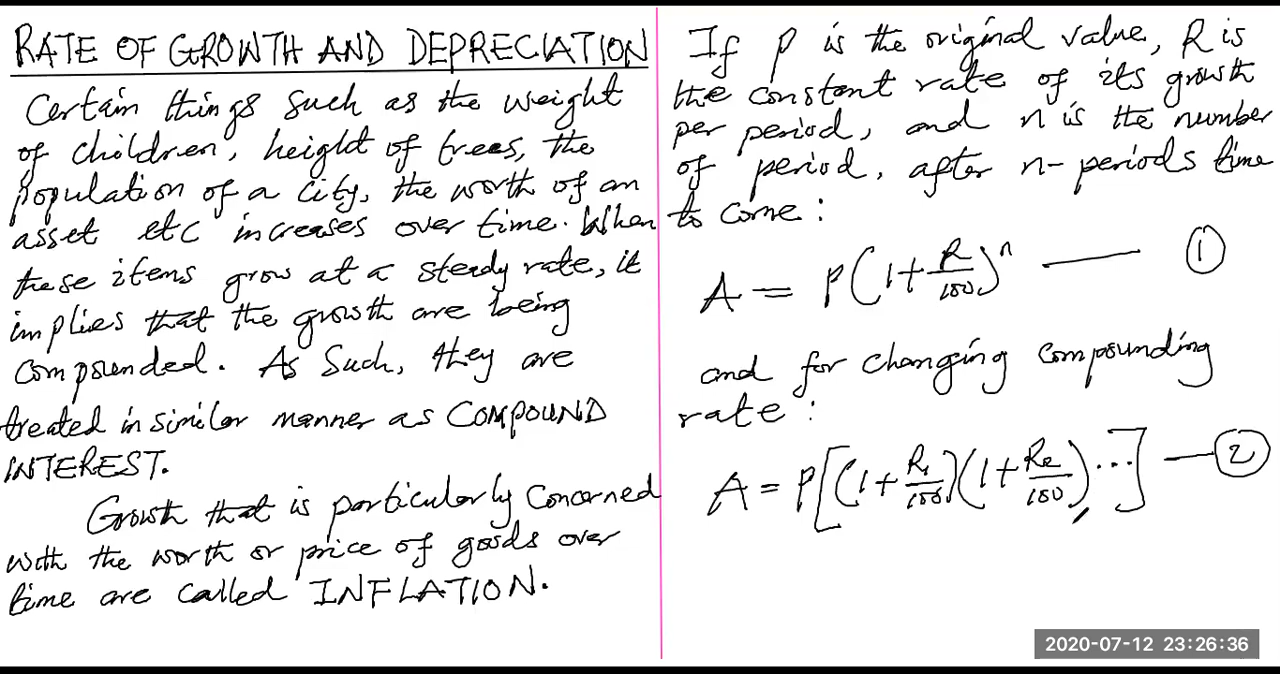 RATE OF GROWTH AND DEPRECIATION
Certain things such as the weight
of children, height of trees, the
population of a city, the worth of an
asset etc increases over time. When
these items grow at a steady rate, it
implies that the growth are being
compounded. As Such, they are
treated in similar manner as COMPOUND
INTEREST.
Growth that is particularly concerned
with the worth or price of goods over
time are called INFLATION.
If P is the original value, R is
the constant rate of its growth
per period, and n is the number
of period, after n-periods time
to come:
A = P(1+R/100)^n —— ①
and for changing compounding
rate:
A = P[(1+R₁/100)(1+R₂/100)...] —— ②
2020-07-12 23:26:36